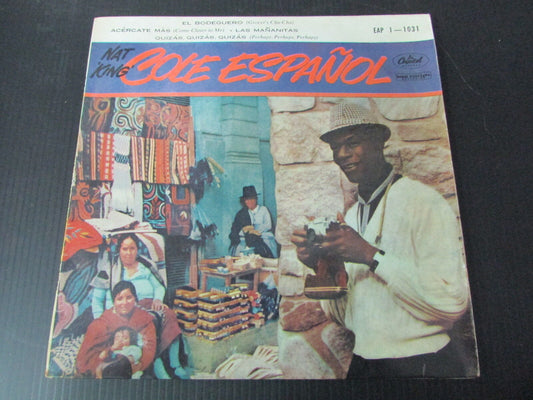 EL BODEGUERO (Grocer's Cha-Cha)
ACÉRCATE MÁS (Come Closer to Me) · LAS MAÑANITAS
QUIZÁS, QUIZÁS, QUIZÁS (Perhaps, Perhaps, Perhaps)
EAP 1—1031
NAT
'KING'
COLE ESPAÑOL
Capitol